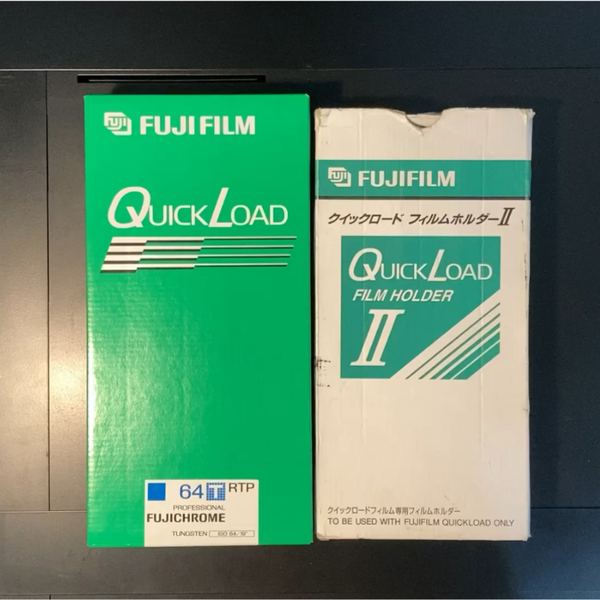 FUJI FUJIFILM
QUICKLOAD
64T RTP
PROFESSIONAL
FUJICHROME
TUNGSTEN ISO 64/19°
FUJI FUJIFILM
クイックロード フィルムホルダーII
QUICKLOAD
FILM HOLDER
II
クイックロードフィルム専用フィルムホルダー
TO BE USED WITH FUJIFILM QUICKLOAD ONLY